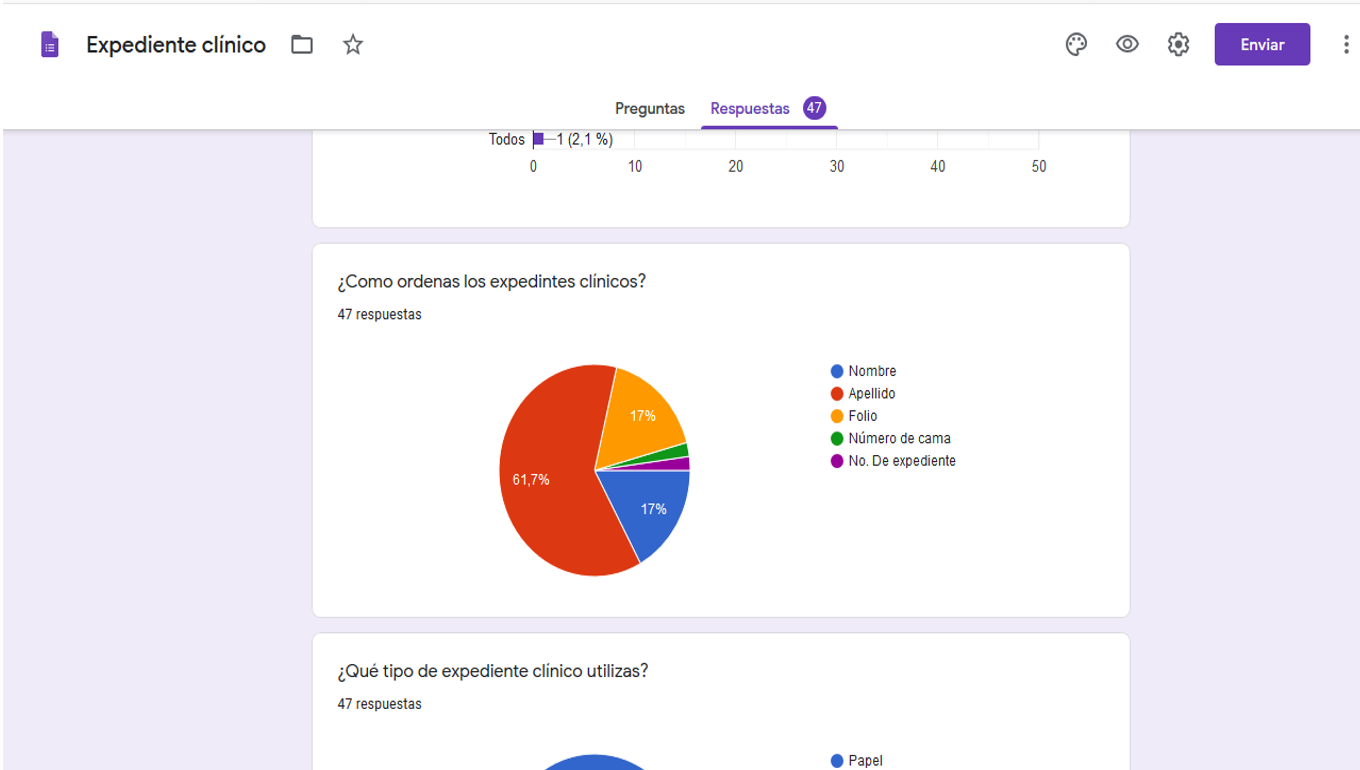 Expediente clínico
Enviar
Preguntas Respuestas 47
Todos 1 (2,1 %)
0 10 20 30 40 50
¿Como ordenas los expedintes clínicos?
47 respuestas
Nombre
Apellido
Folio
Número de cama
No. De expediente
17%
61,7%
17%
¿Qué tipo de expediente clínico utilizas?
47 respuestas
Papel